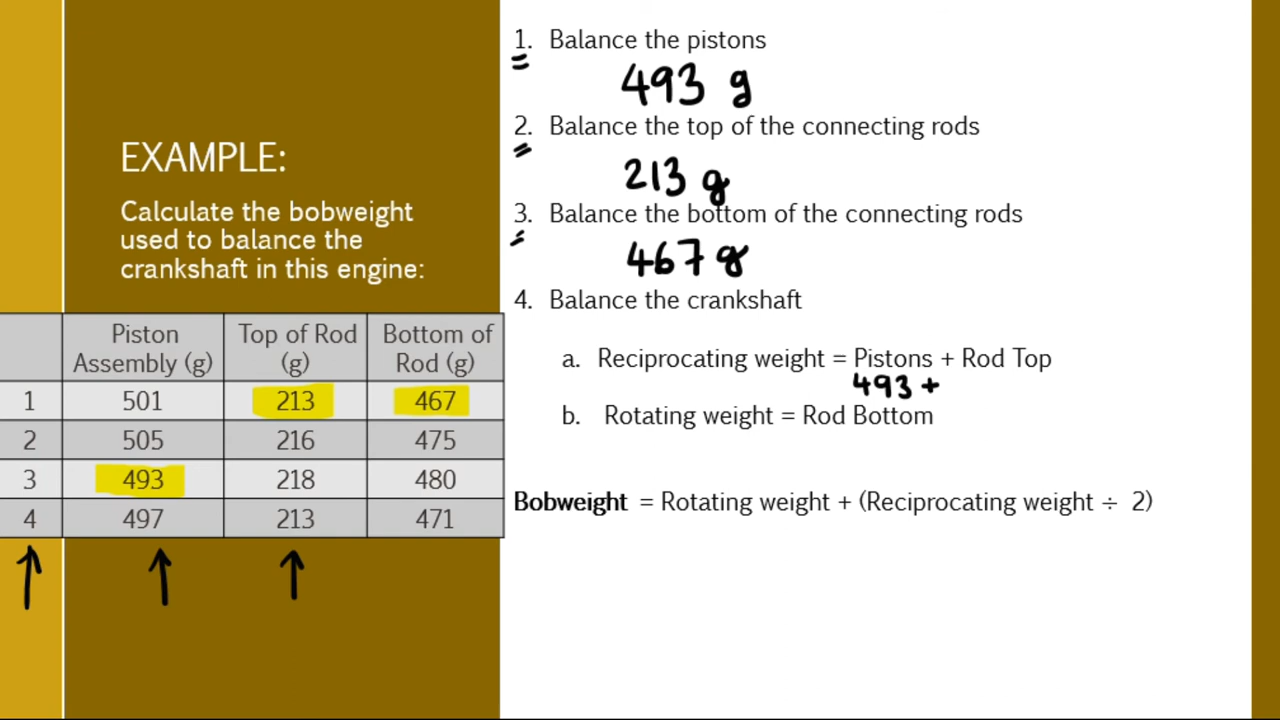 EXAMPLE:
Calculate the bobweight
used to balance the
crankshaft in this engine:
Piston Assembly (g) Top of Rod (g) Bottom of Rod (g)
1 501 213 467
2 505 216 475
3 493 218 480
4 497 213 471
1. Balance the pistons
493 g
2. Balance the top of the connecting rods
213 g
3. Balance the bottom of the connecting rods
467 g
4. Balance the crankshaft
a. Reciprocating weight = Pistons + Rod Top
493 +
b. Rotating weight = Rod Bottom
Bobweight = Rotating weight + (Reciprocating weight ÷ 2)